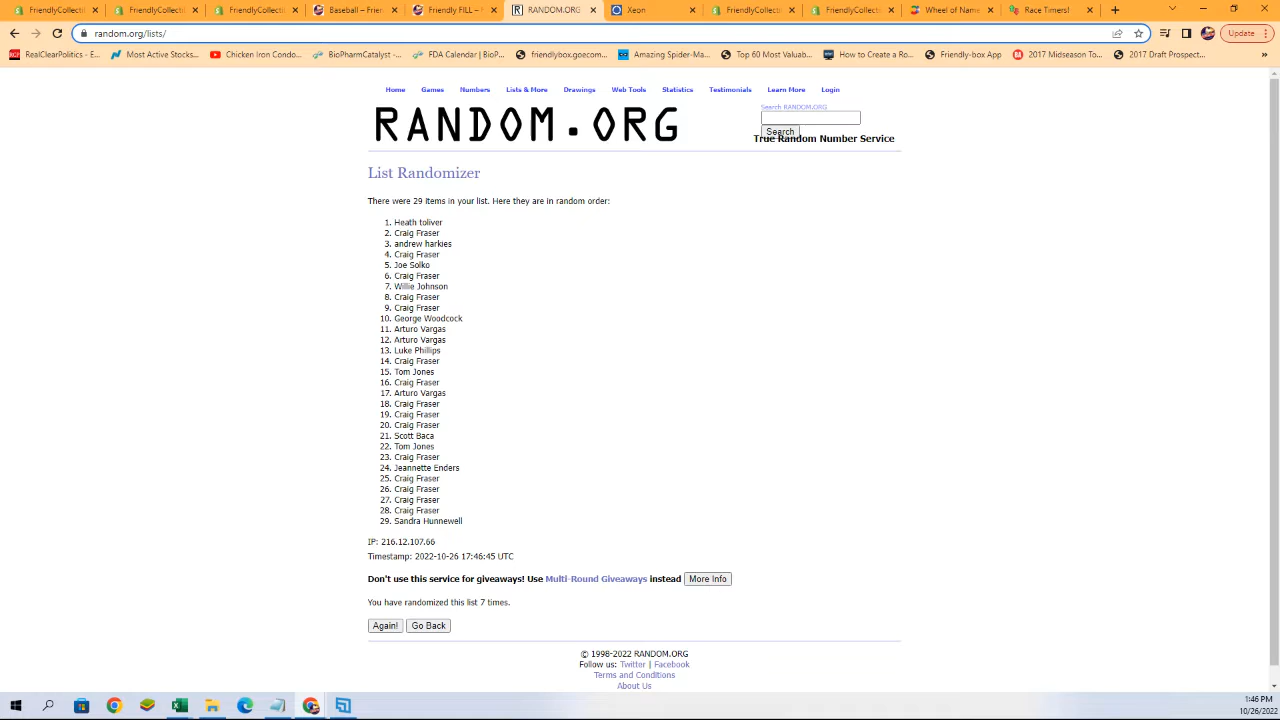 FriendlyCollecti
FriendlyCollecti
FriendlyCollecti
Baseball –
FriendlyFILL –
RANDOM.ORG
Xeon
FriendlyCollect
FriendlyCollect
Wheel of Name
Race Timers!
random.org/lists/
Update
RealClearPolitics - E...
Most Active Stocks...
Chicken Iron Condo...
BioPharmCatalyst -...
FDA Calendar | BioP...
friendlybox.goecom...
Amazing Spider-Ma...
Top 60 Most Valuab...
How to Create a Ro...
Friendly-box App
2017 Midseason To...
2017 Draft Prospect...
Home Games Numbers Lists & More Drawings Web Tools Statistics Testimonials Learn More Login
RANDOM.ORG
Search RANDOM.ORG
Search
True Random Number Service
List Randomizer
There were 29 items in your list. Here they are in random order:
1. Heath toliver
2. Craig Fraser
3. andrew harkies
4. Craig Fraser
5. Joe Solko
6. Craig Fraser
7. Willie Johnson
8. Craig Fraser
9. Craig Fraser
10. George Woodcock
11. Arturo Vargas
12. Arturo Vargas
13. Luke Phillips
14. Craig Fraser
15. Tom Jones
16. Craig Fraser
17. Arturo Vargas
18. Craig Fraser
19. Craig Fraser
20. Craig Fraser
21. Scott Baca
22. Tom Jones
23. Craig Fraser
24. Jeannette Enders
25. Craig Fraser
26. Craig Fraser
27. Craig Fraser
28. Craig Fraser
29. Sandra Hunnewell
IP: 216.12.107.66
Timestamp: 2022-10-26 17:46:45 UTC
Don't use this service for giveaways! Use Multi-Round Giveaways instead More Info
You have randomized this list 7 times.
Again! Go Back
© 1998-2022 RANDOM.ORG
Follow us: Twitter | Facebook
Terms and Conditions
About Us
1:46 PM
10/26/2022